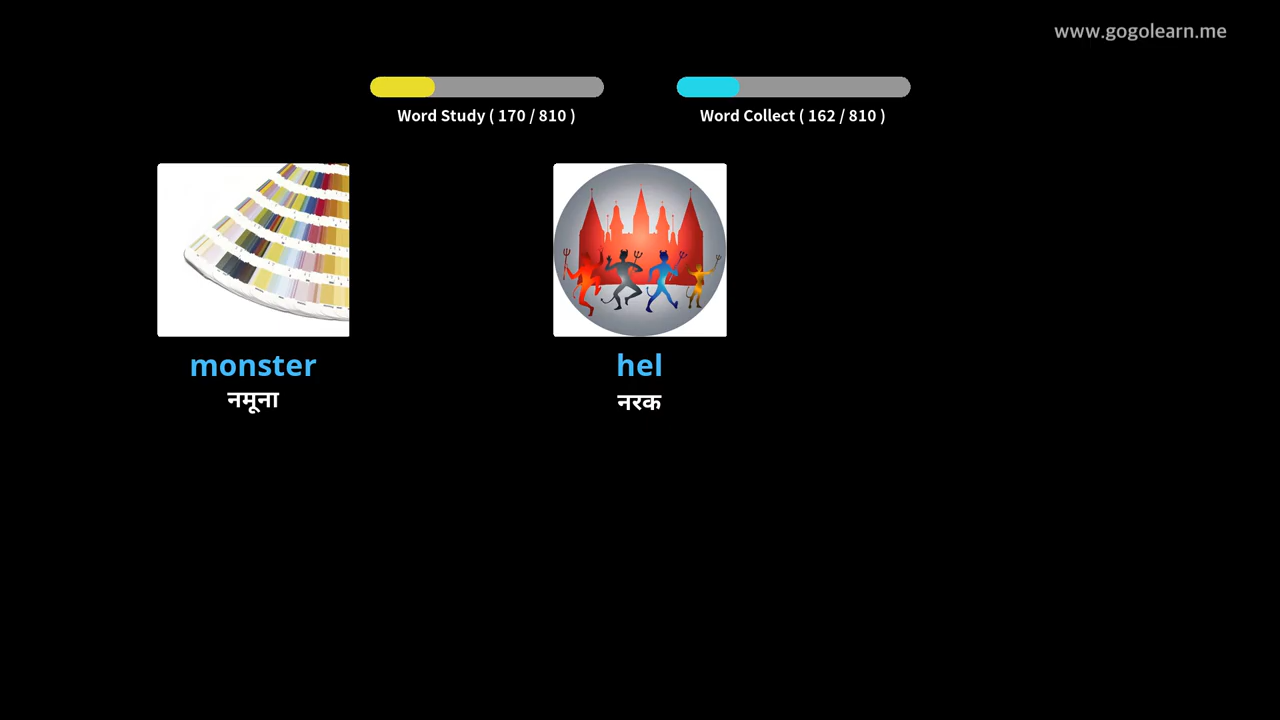 www.gogolearn.me
Word Study ( 170 / 810 )
Word Collect ( 162 / 810 )
monster
नमूना
hel
नरक